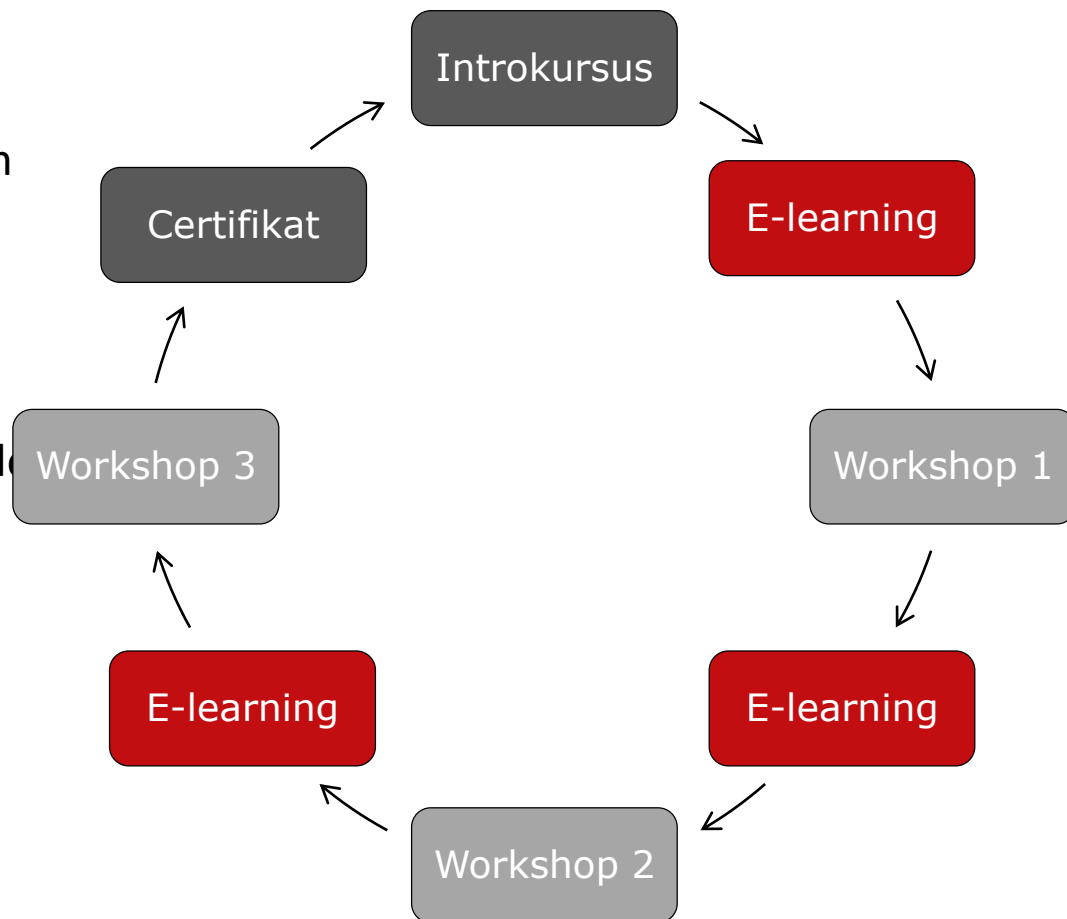 Introkursus
E-learning
Workshop 1
E-learning
Workshop 2
E-learning
Workshop 3
Certifikat